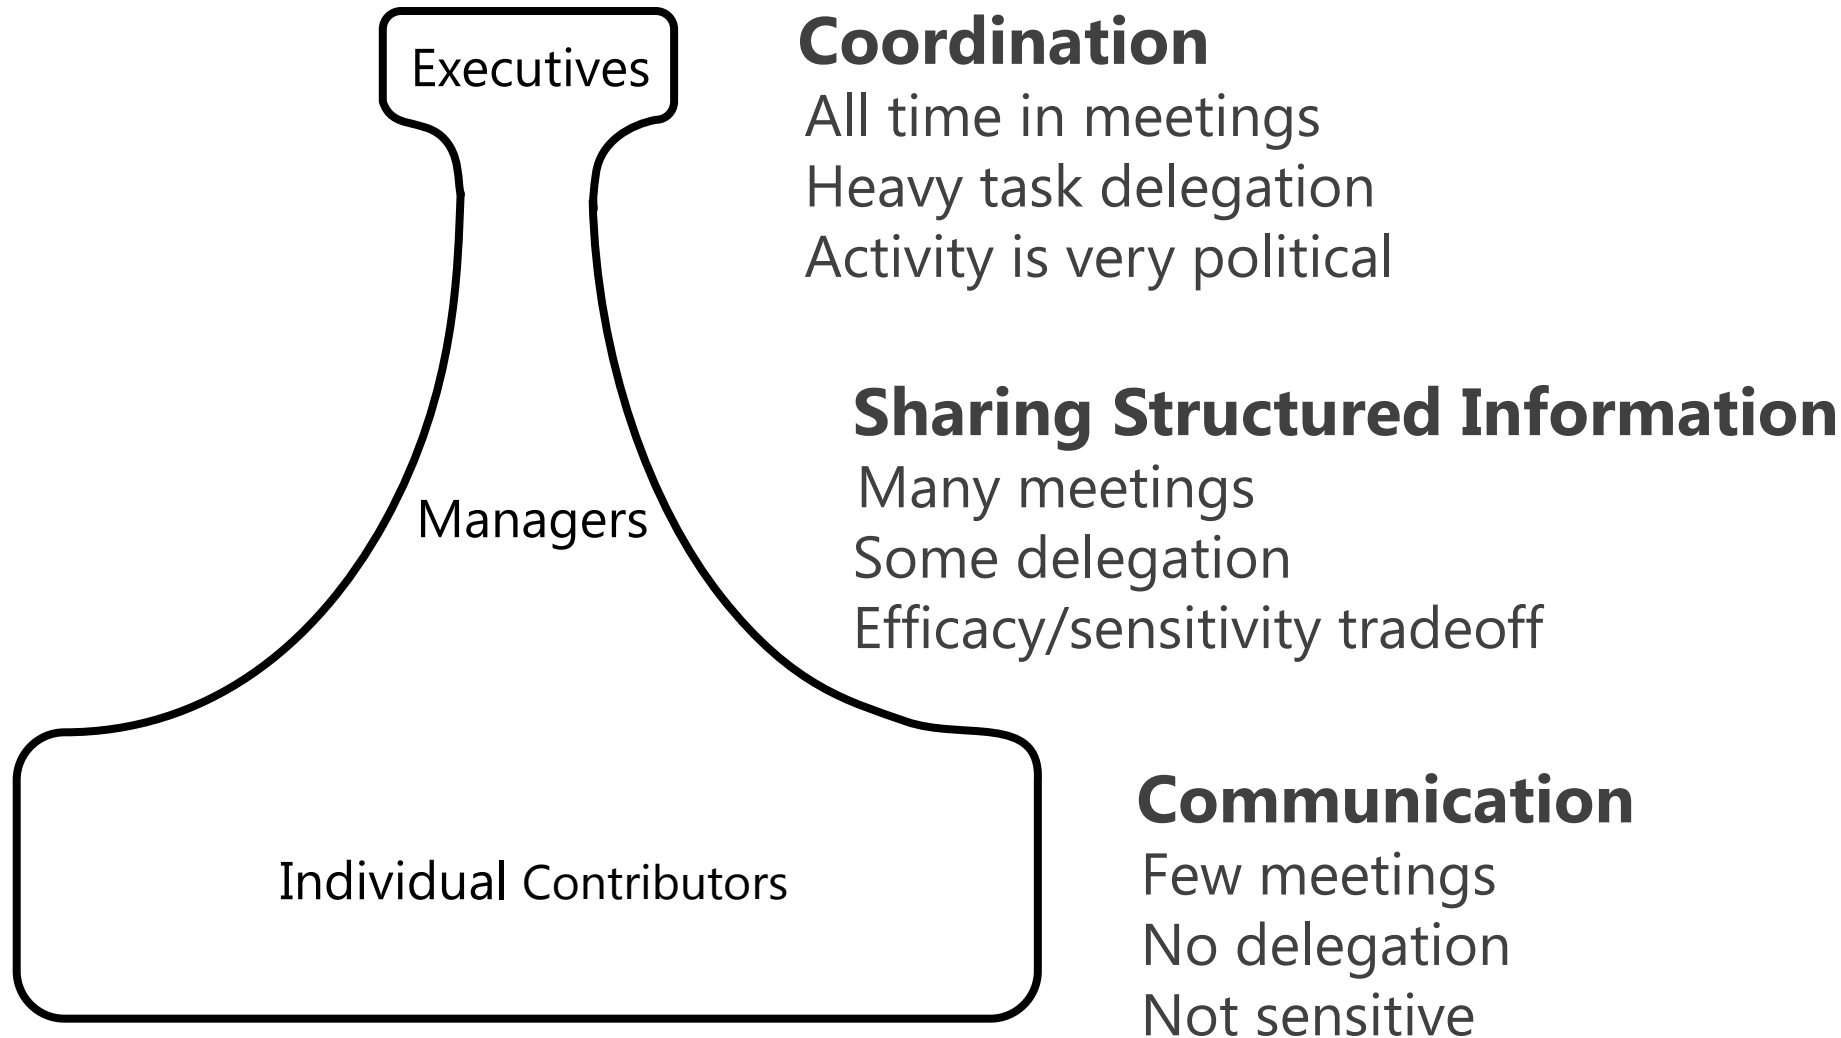 Executives
Coordination
All time in meetings
Heavy task delegation
Activity is very political
Managers
Sharing Structured Information
Many meetings
Some delegation
Efficacy/sensitivity tradeoff
Individual Contributors
Communication
Few meetings
No delegation
Not sensitive